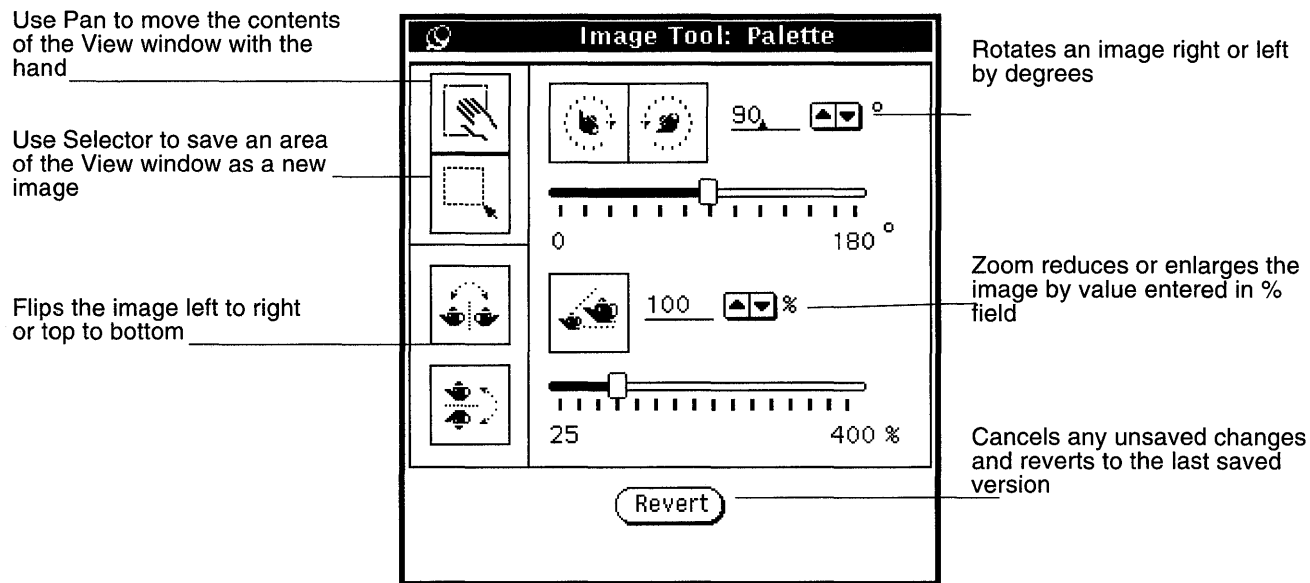 Use Pan to move the contents
of the View window with the
hand
Use Selector to save an area
of the View window as a new
image
Flips the image left to right
or top to bottom
Image Tool: Palette
90 °
0
180 °
100 %
25
400 %
Revert
Rotates an image right or left
by degrees
Zoom reduces or enlarges the
image by value entered in %
field
Cancels any unsaved changes
and reverts to the last saved
version